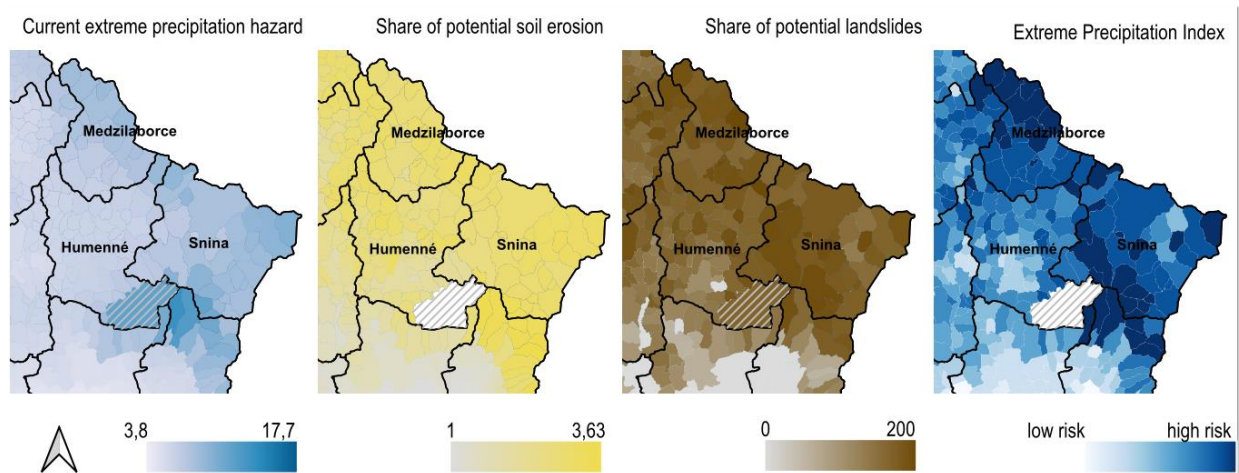 Current extreme precipitation hazard
Share of potential soil erosion
Share of potential landslides
Extreme Precipitation Index
Medzilaborce
Humenné
Snina
Medzilaborce
Humenné
Snina
Medzilaborce
Humenné
Snina
Medzilaborce
Humenné
Snina
3,8 17,7
1 3,63
0 200
low risk high risk